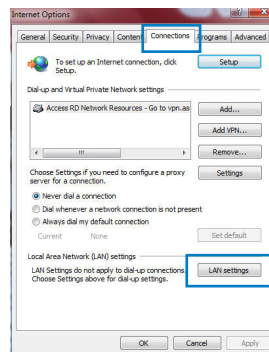 Internet Options
General Security Privacy Content Connections Programs Advanced
To set up an Internet connection, click Setup.
Setup
Dial-up and Virtual Private Network settings
Access RD Network Resources - Go to vpn.as
Add...
Add VPN...
Remove...
Choose Settings if you need to configure a proxy
server for a connection.
Settings
Never dial a connection
Dial whenever a network connection is not present
Always dial my default connection
Current None
Set default
Local Area Network (LAN) settings
LAN Settings do not apply to dial-up connections.
Choose Settings above for dial-up settings.
LAN settings
OK Cancel Apply